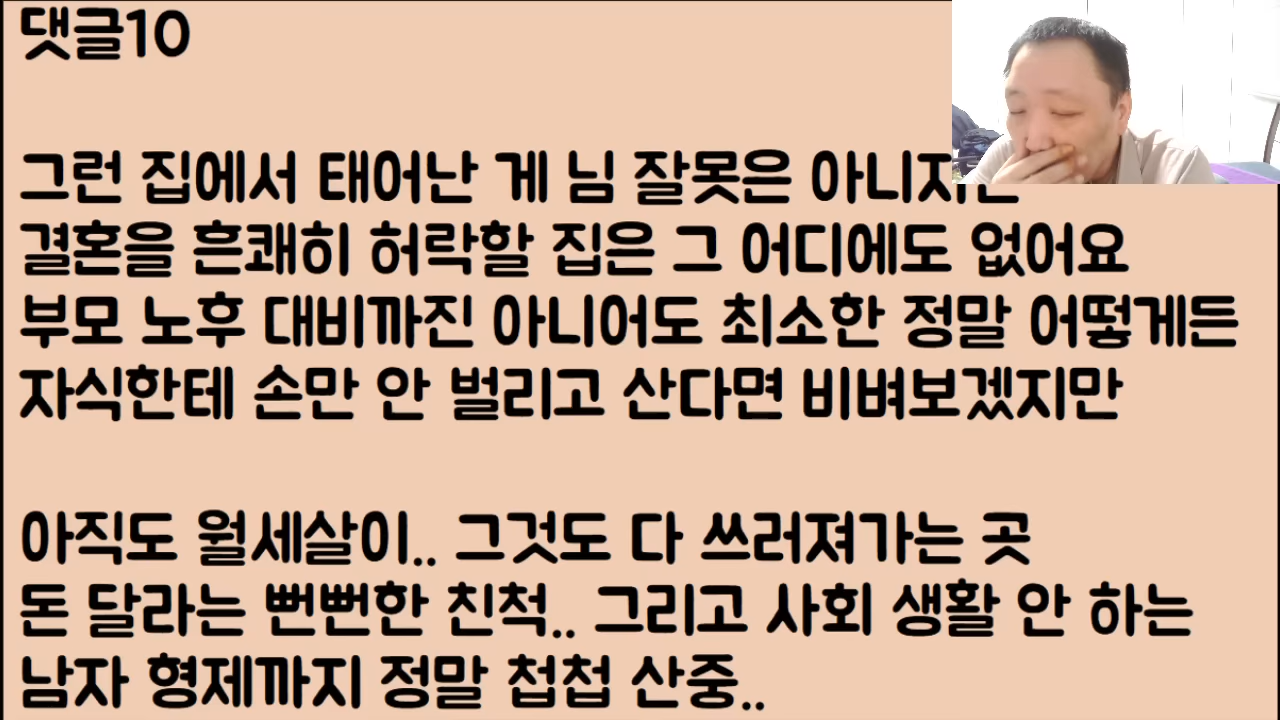 댓글10
그런 집에서 태어난 게 님 잘못은 아니지만
결혼을 흔쾌히 허락할 집은 그 어디에도 없어요
부모 노후 대비까진 아니어도 최소한 정말 어떻게든
자식한테 손만 안 벌리고 산다면 비벼보겠지만
아직도 월세살이.. 그것도 다 쓰러져가는 곳
돈 달라는 뻔뻔한 친척.. 그리고 사회 생활 안 하는
남자 형제까지 정말 첩첩 산중..